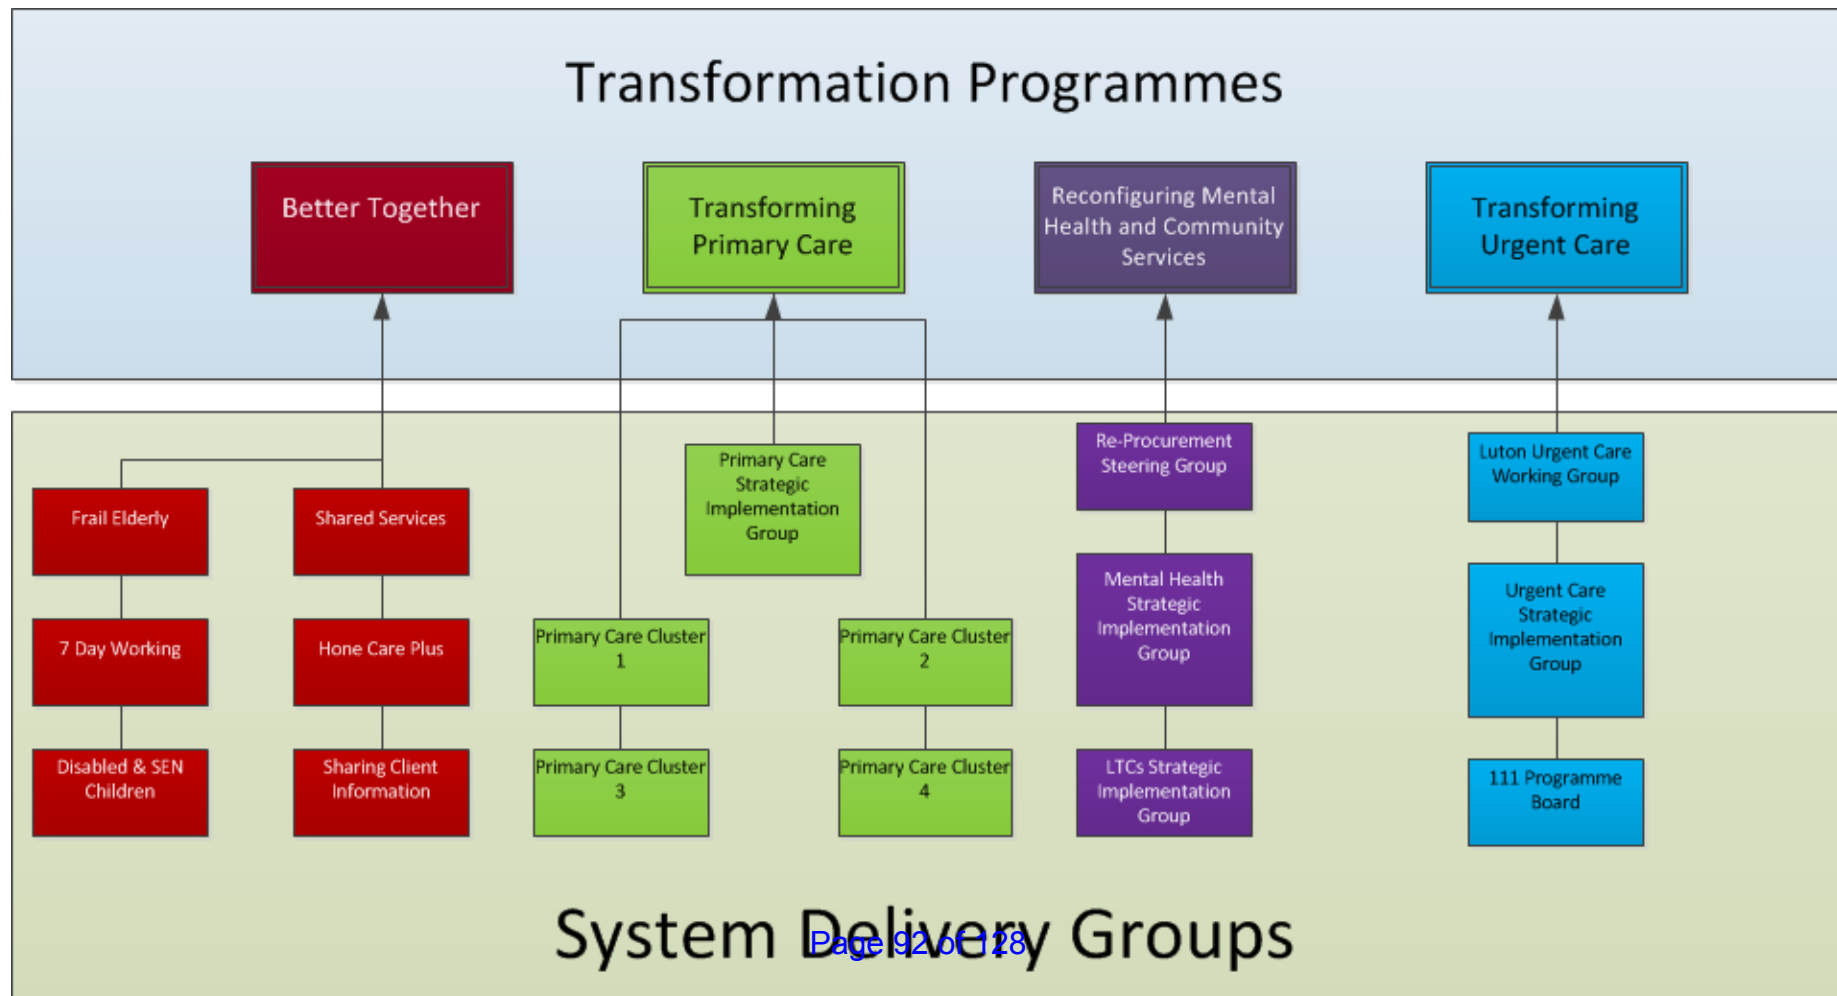 Transformation Programmes
Better Together
Transforming
Primary Care
Reconfiguring Mental
Health and Community
Services
Transforming
Urgent Care
Frail Elderly
7 Day Working
Disabled & SEN
Children
Shared Services
Hone Care Plus
Sharing Client
Information
Primary Care
Strategic
Implementation
Group
Primary Care Cluster
1
Primary Care Cluster
2
Primary Care Cluster
3
Primary Care Cluster
4
Re-Procurement
Steering Group
Mental Health
Strategic
Implementation
Group
LTCs Strategic
Implementation
Group
Luton Urgent Care
Working Group
Urgent Care
Strategic
Implementation
Group
111 Programme
Board
System Delivery Groups
Page 92 of 128